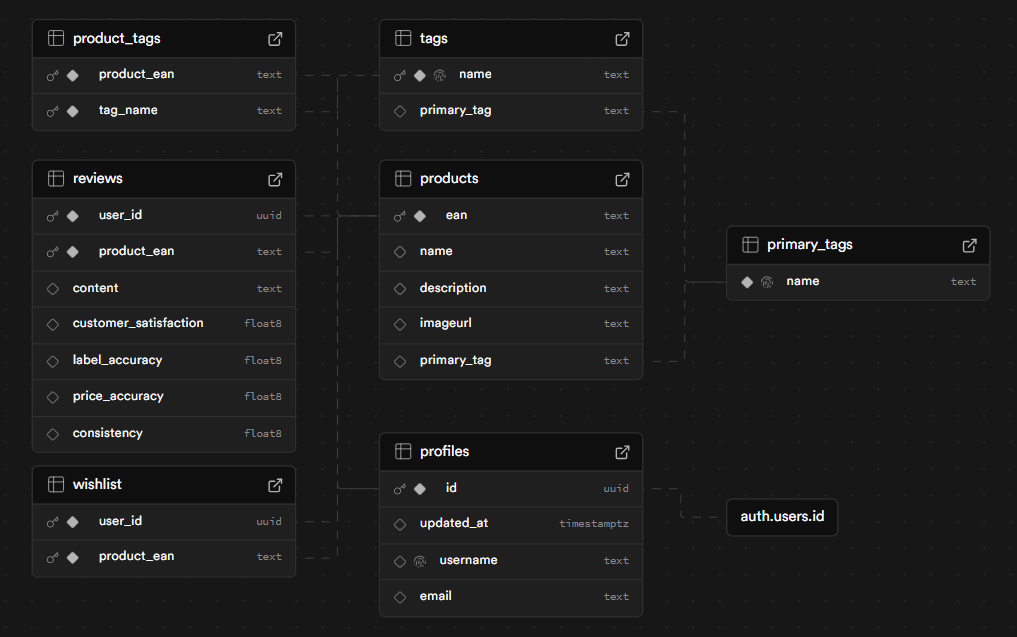 product_tags
product_ean text
tag_name text
tags
name text
primary_tag text
reviews
user_id uuid
product_ean text
content text
customer_satisfaction float8
label_accuracy float8
price_accuracy float8
consistency float8
products
ean text
name text
description text
imageurl text
primary_tag text
primary_tags
name text
wishlist
user_id uuid
product_ean text
profiles
id uuid
updated_at timestamptz
username text
email text
auth.users.id